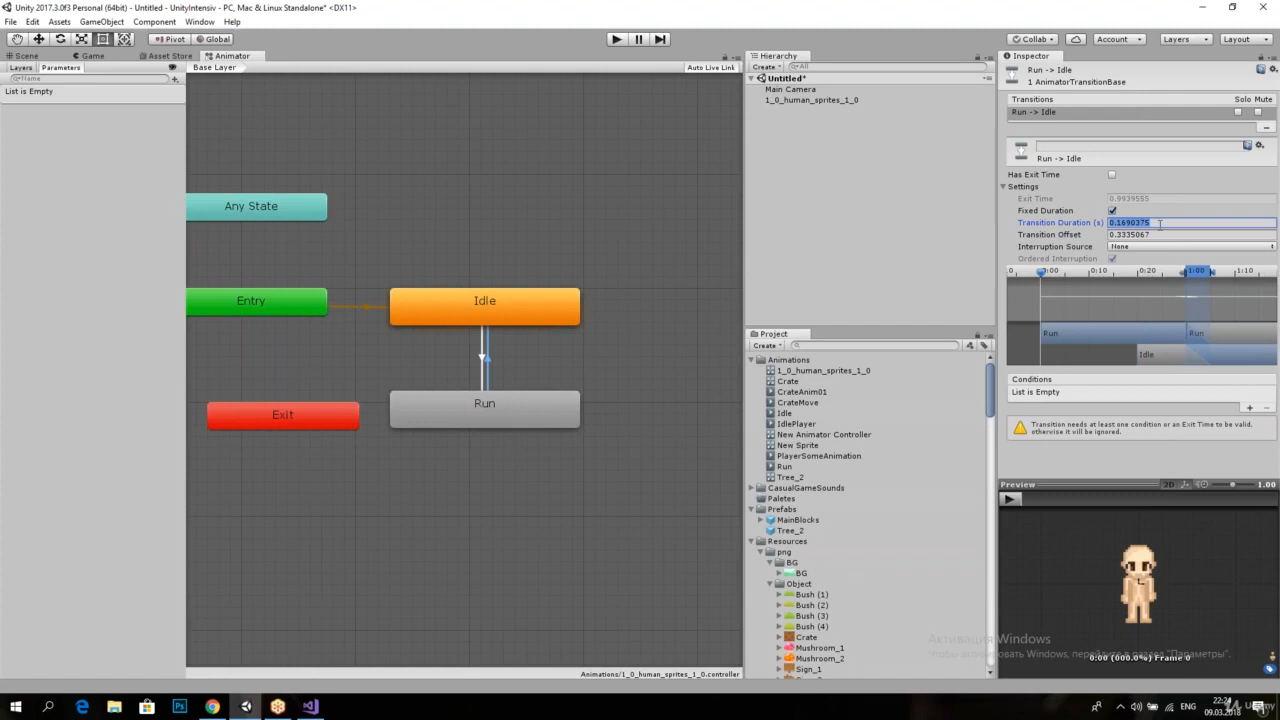 Unity 2017.3.0f3 Personal (64bit) - Untitled - UnityIntensiv - PC, Mac & Linux Standalone* <DX11>
File Edit Assets GameObject Component Window Help
Pivot Global Collab Account Layers Layout
Scene Game Asset Store Animator
Layers Parameters Base Layer Auto Live Link
Name
List is Empty
Any State
Entry
Idle
Exit
Run
Animations/1_0_human_sprites_1_0.controller
Hierarchy
Create All
Untitled*
Main Camera
1_0_human_sprites_1_0
Project
Create
Animations
1_0_human_sprites_1_0
Crate
CrateAnim01
CrateMove
Idle
IdlePlayer
New Animator Controller
New Sprite
PlayerSomeAnimation
Run
Tree_2
CasualGameSounds
Paletes
Prefabs
MainBlocks
Tree_2
Resources
png
BG
BG
Object
Bush (1)
Bush (2)
Bush (3)
Bush (4)
Crate
Mushroom_1
Mushroom_2
Sign_1
Inspector
Run -> Idle
1 AnimatorTransitionBase
Transitions Solo Mute
Run -> Idle
Run -> Idle
Has Exit Time
Settings
Exit Time 0.9939555
Fixed Duration
Transition Duration (s) 0.1690375
Transition Offset 0.3335067
Interruption Source None
Ordered Interruption
0 0:00 0:10 0:20 1:00 1:10
Run Run
Idle
Conditions
List is Empty
Transition needs at least one condition or an Exit Time to be valid, otherwise it will be ignored.
Preview 2D 1.00
Активация Windows
Чтобы активировать Windows, перейдите в раздел "Параметры".
0:00 (000.0%) Frame 0
ENG
22:24
09.03.2018